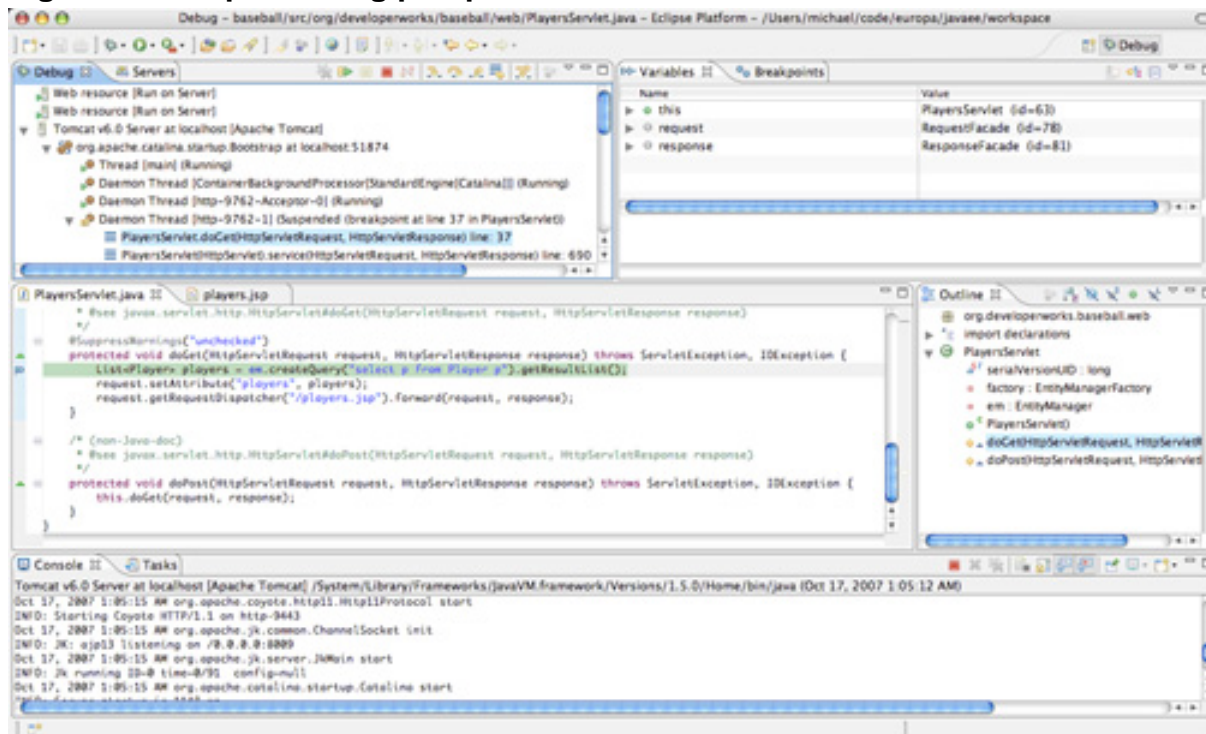 Debug – baseball/src/org/developerworks/baseball/web/PlayersServlet.java – Eclipse Platform – /Users/michael/code/europa/javaee/workspace
Debug
Debug
Servers
Web resource [Run on Server]
Web resource [Run on Server]
Tomcat v6.0 Server at localhost [Apache Tomcat]
org.apache.catalina.startup.Bootstrap at localhost:51874
Thread [main] (Running)
Daemon Thread [ContainerBackgroundProcessor[StandardEngine[Catalina]]] (Running)
Daemon Thread [http-9762-Acceptor-0] (Running)
Daemon Thread [http-9762-1] (Suspended (breakpoint at line 37 in PlayersServlet))
PlayersServlet.doGet(HttpServletRequest, HttpServletResponse) line: 37
PlayersServlet(HttpServlet).service(HttpServletRequest, HttpServletResponse) line: 690
Variables
Breakpoints
Name Value
this PlayersServlet (id=63)
request RequestFacade (id=78)
response ResponseFacade (id=81)
PlayersServlet.java
players.jsp
* @see javax.servlet.http.HttpServlet#doGet(HttpServletRequest request, HttpServletResponse response)
*/
@SuppressWarnings("unchecked")
protected void doGet(HttpServletRequest request, HttpServletResponse response) throws ServletException, IOException {
List<Player> players = em.createQuery("select p from Player p").getResultList();
request.setAttribute("players", players);
request.getRequestDispatcher("/players.jsp").forward(request, response);
}
/* (non-Java-doc)
* @see javax.servlet.http.HttpServlet#doPost(HttpServletRequest request, HttpServletResponse response)
*/
protected void doPost(HttpServletRequest request, HttpServletResponse response) throws ServletException, IOException {
this.doGet(request, response);
}
}
Outline
org.developerworks.baseball.web
import declarations
PlayersServlet
serialVersionUID : long
factory : EntityManagerFactory
em : EntityManager
PlayersServlet()
doGet(HttpServletRequest, HttpServletR
doPost(HttpServletRequest, HttpServlet
Console
Tasks
Tomcat v6.0 Server at localhost [Apache Tomcat] /System/Library/Frameworks/JavaVM.framework/Versions/1.5.0/Home/bin/java (Oct 17, 2007 1:05:12 AM)
Oct 17, 2007 1:05:15 AM org.apache.coyote.http11.Http11Protocol start
INFO: Starting Coyote HTTP/1.1 on http-9443
Oct 17, 2007 1:05:15 AM org.apache.jk.common.ChannelSocket init
INFO: JK: ajp13 listening on /0.0.0.0:8009
Oct 17, 2007 1:05:15 AM org.apache.jk.server.JkMain start
INFO: Jk running ID=0 time=0/91 config=null
Oct 17, 2007 1:05:15 AM org.apache.catalina.startup.Catalina start